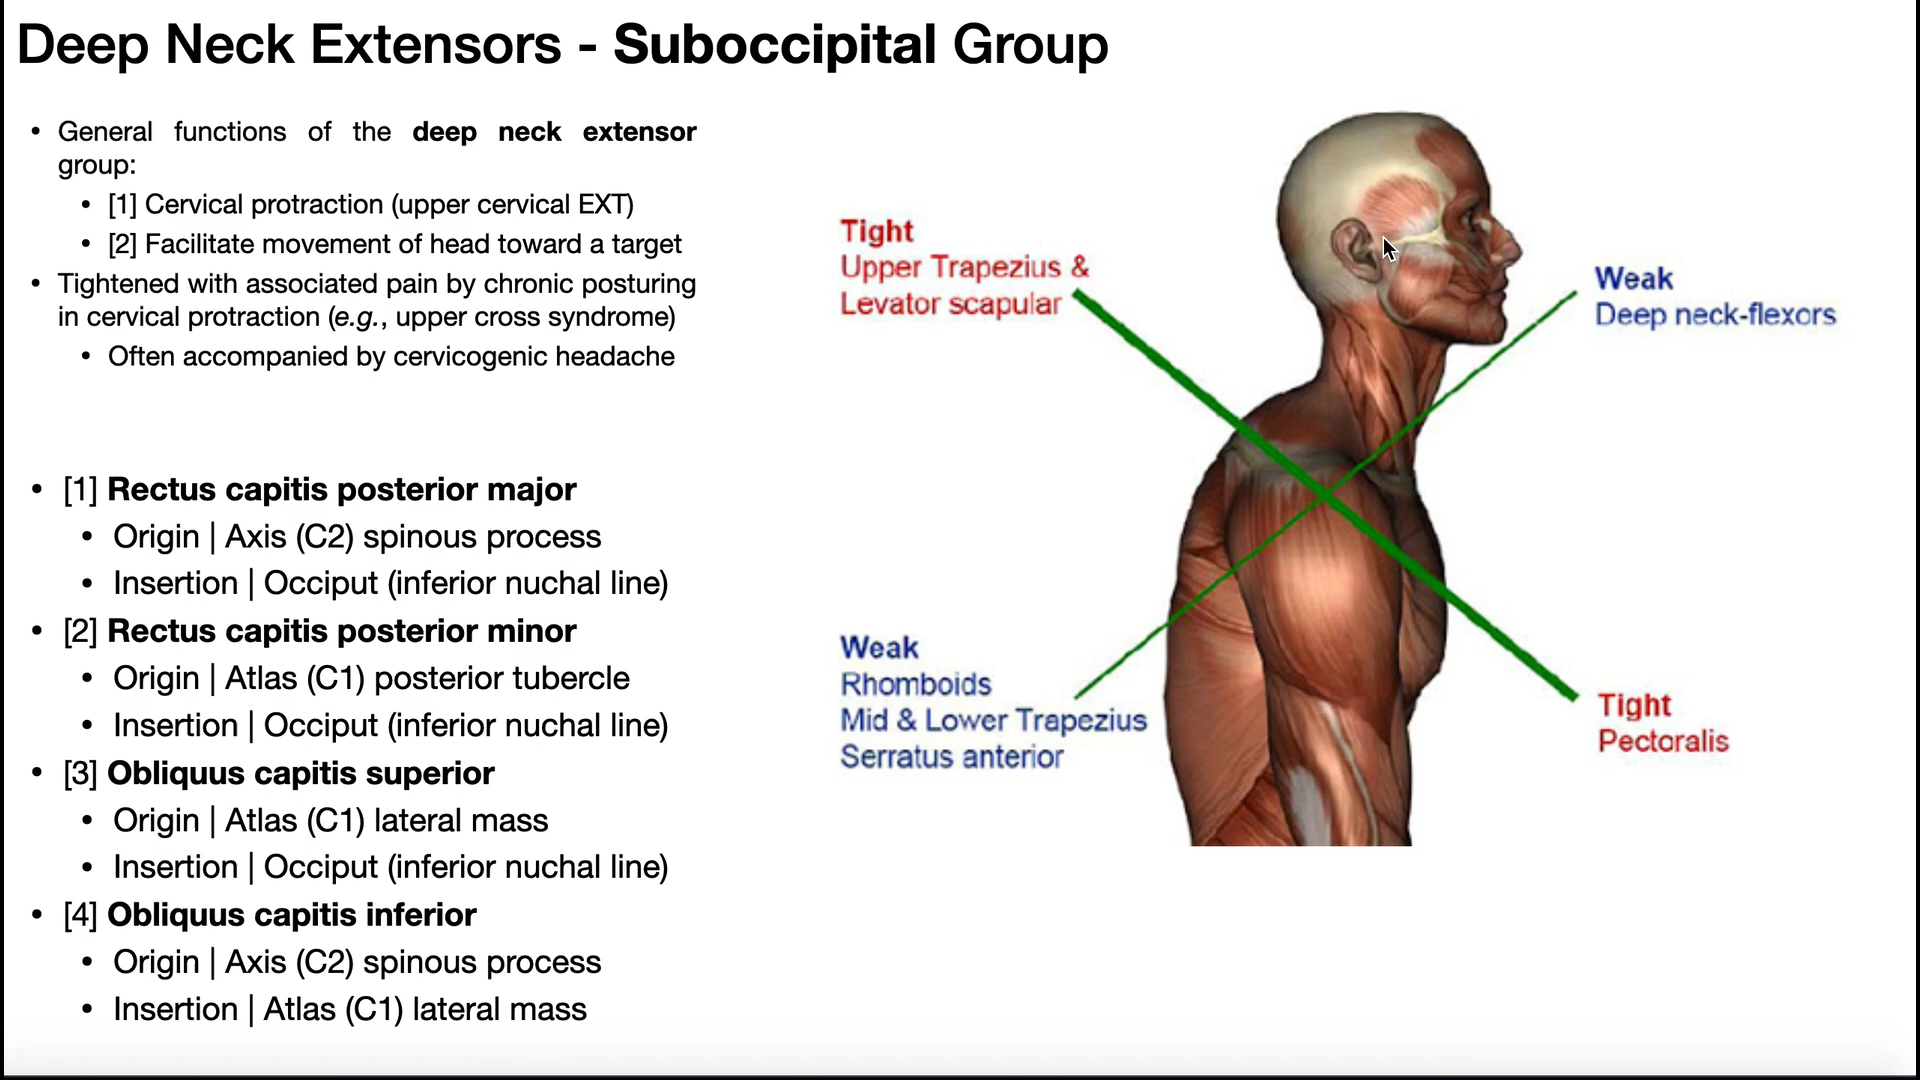 Deep Neck Extensors - Suboccipital Group
• General functions of the deep neck extensor
group:
• [1] Cervical protraction (upper cervical EXT)
• [2] Facilitate movement of head toward a target
• Tightened with associated pain by chronic posturing
in cervical protraction (e.g., upper cross syndrome)
• Often accompanied by cervicogenic headache
• [1] Rectus capitis posterior major
• Origin | Axis (C2) spinous process
• Insertion | Occiput (inferior nuchal line)
• [2] Rectus capitis posterior minor
• Origin | Atlas (C1) posterior tubercle
• Insertion | Occiput (inferior nuchal line)
• [3] Obliquus capitis superior
• Origin | Atlas (C1) lateral mass
• Insertion | Occiput (inferior nuchal line)
• [4] Obliquus capitis inferior
• Origin | Axis (C2) spinous process
• Insertion | Atlas (C1) lateral mass
Tight
Upper Trapezius &
Levator scapular
Weak
Deep neck-flexors
Weak
Rhomboids
Mid & Lower Trapezius
Serratus anterior
Tight
Pectoralis